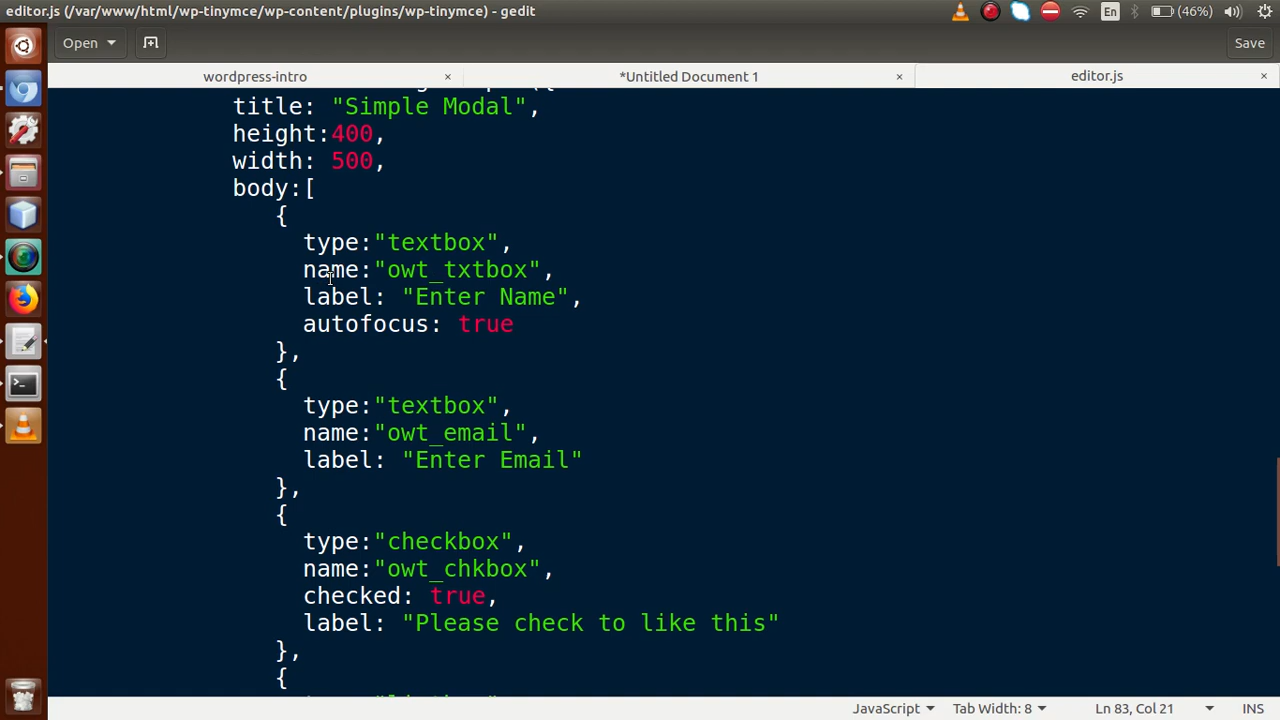 editor.js (/var/www/html/wp-tinymce/wp-content/plugins/wp-tinymce) - gedit
En
(46%)
Open
Save
wordpress-intro ×
*Untitled Document 1 ×
editor.js ×
title: "Simple Modal",
height:400,
width: 500,
body:[
{
type:"textbox",
name:"owt_txtbox",
label: "Enter Name",
autofocus: true
},
{
type:"textbox",
name:"owt_email",
label: "Enter Email"
},
{
type:"checkbox",
name:"owt_chkbox",
checked: true,
label: "Please check to like this"
},
{
JavaScript
Tab Width: 8
Ln 83, Col 21
INS